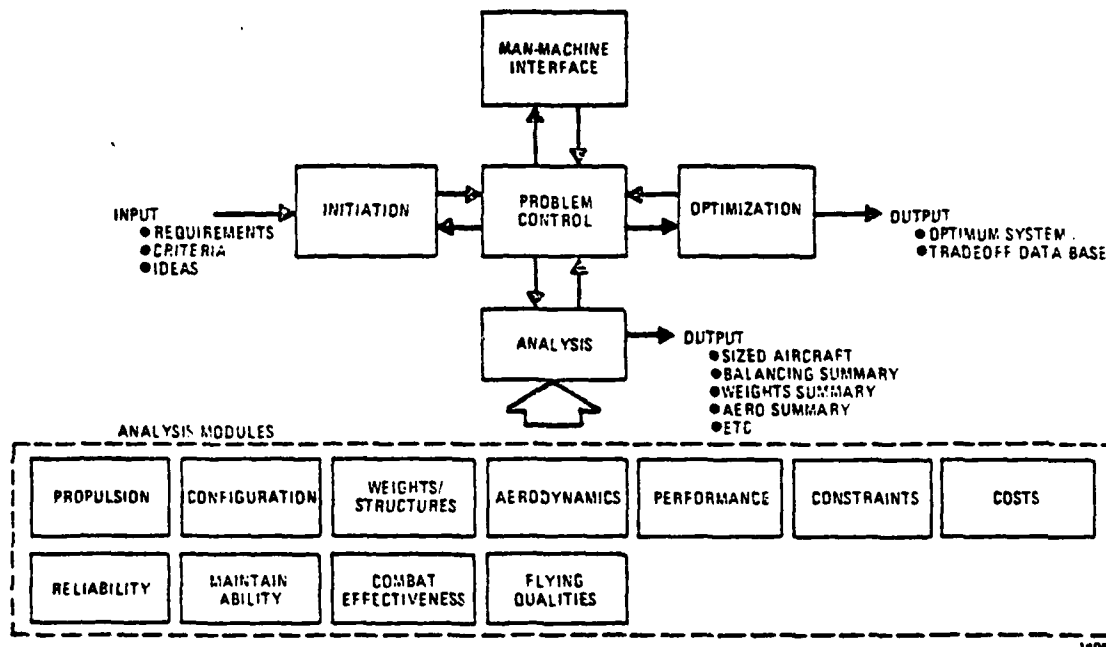 MAN-MACHINE
INTERFACE
INITIATION
PROBLEM
CONTROL
OPTIMIZATION
INPUT
●REQUIREMENTS
●CRITERIA
●IDEAS
OUTPUT
●OPTIMUM SYSTEM
●TRADEOFF DATA BASE
ANALYSIS
OUTPUT
●SIZED AIRCRAFT
●BALANCING SUMMARY
●WEIGHTS SUMMARY
●AERO SUMMARY
●ETC
ANALYSIS MODULES
PROPULSION
CONFIGURATION
WEIGHTS/
STRUCTURES
AERODYNAMICS
PERFORMANCE
CONSTRAINTS
COSTS
RELIABILITY
MAINTAIN
ABILITY
COMBAT
EFFECTIVENESS
FLYING
QUALITIES